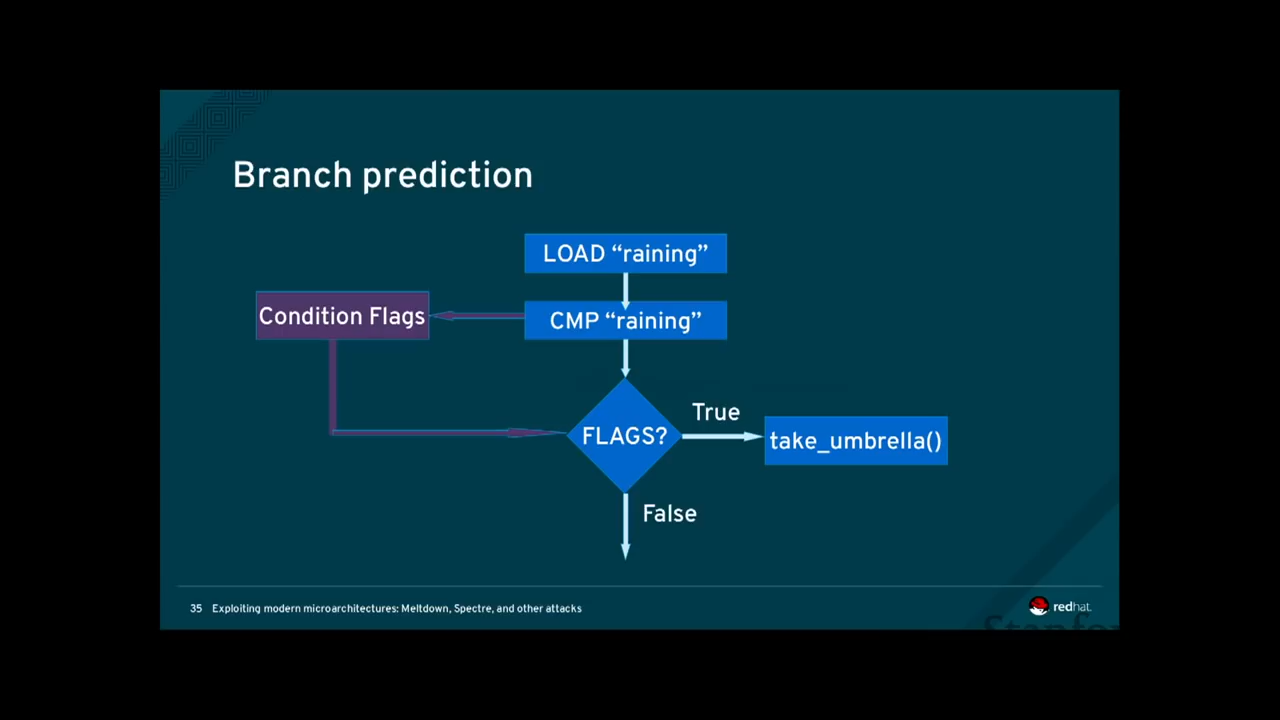 Branch prediction
LOAD “raining”
Condition Flags
CMP “raining”
True
FLAGS?
take_umbrella()
False
35 Exploiting modern microarchitectures: Meltdown, Spectre, and other attacks
redhat.